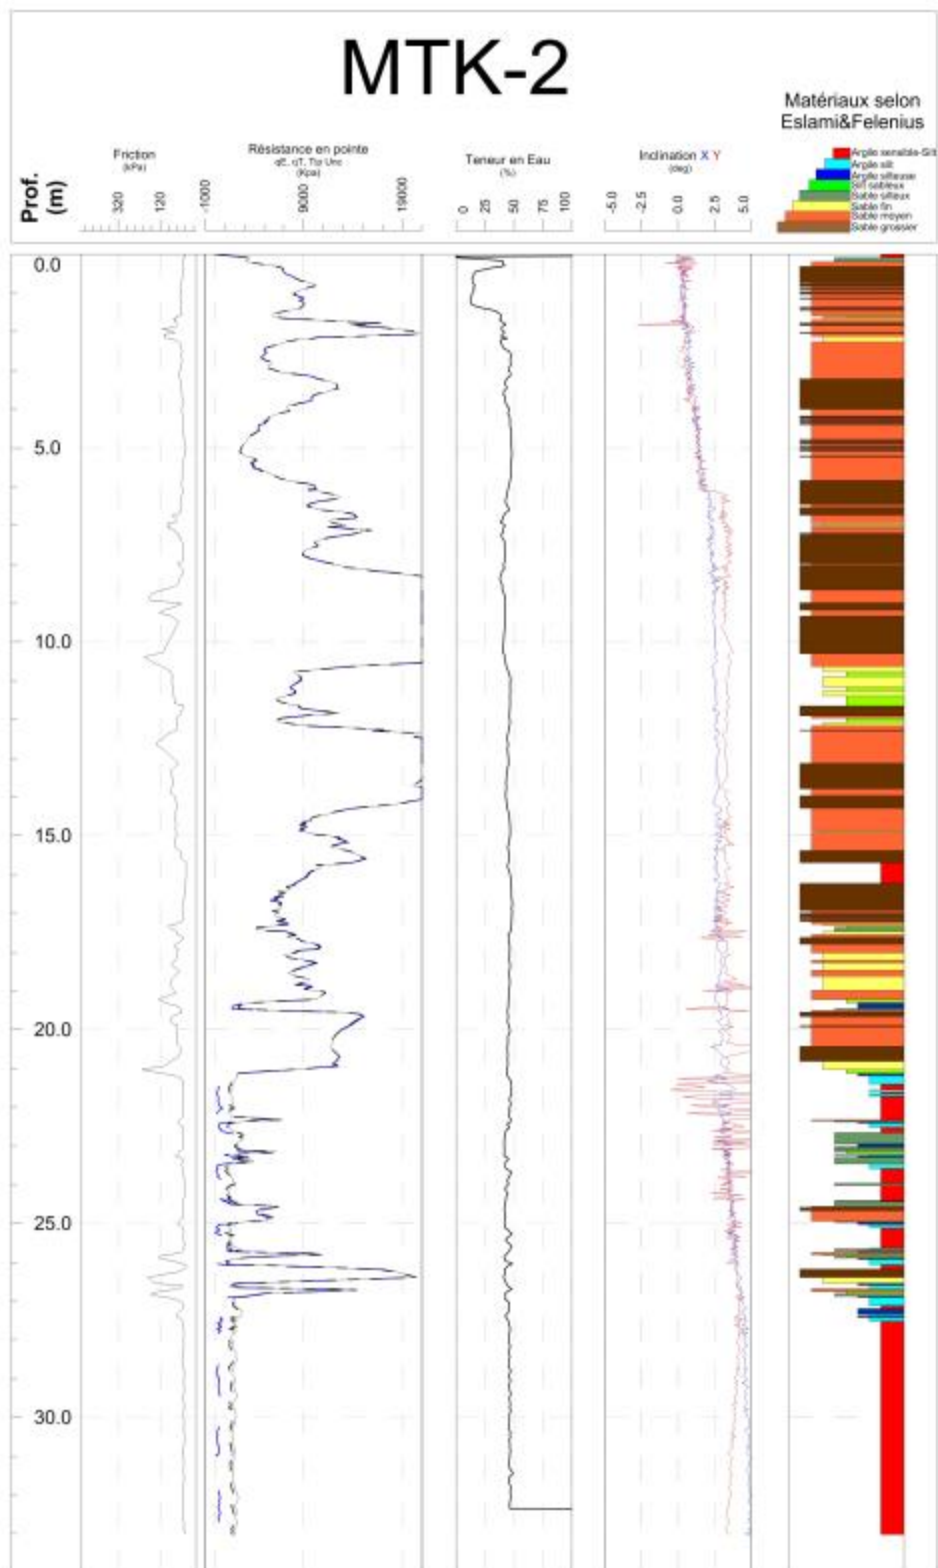 MTK-2
Matériaux selon
Eslami&Felenius
Argile sensible-Silt
Argile silt
Argile silteuse
Silt sableux
Sable silteux
Sable fin
Sable moyen
Sable grossier
Prof.
(m)
Friction
(kPa)
320 120
Résistance en pointe
(Kpa)
-1000 9000 19000
Teneur en Eau
(%)
0 25 50 75 100
Inclination X Y
(deg)
-5.0 -2.5 0.0 2.5 5.0
0.0
5.0
10.0
15.0
20.0
25.0
30.0